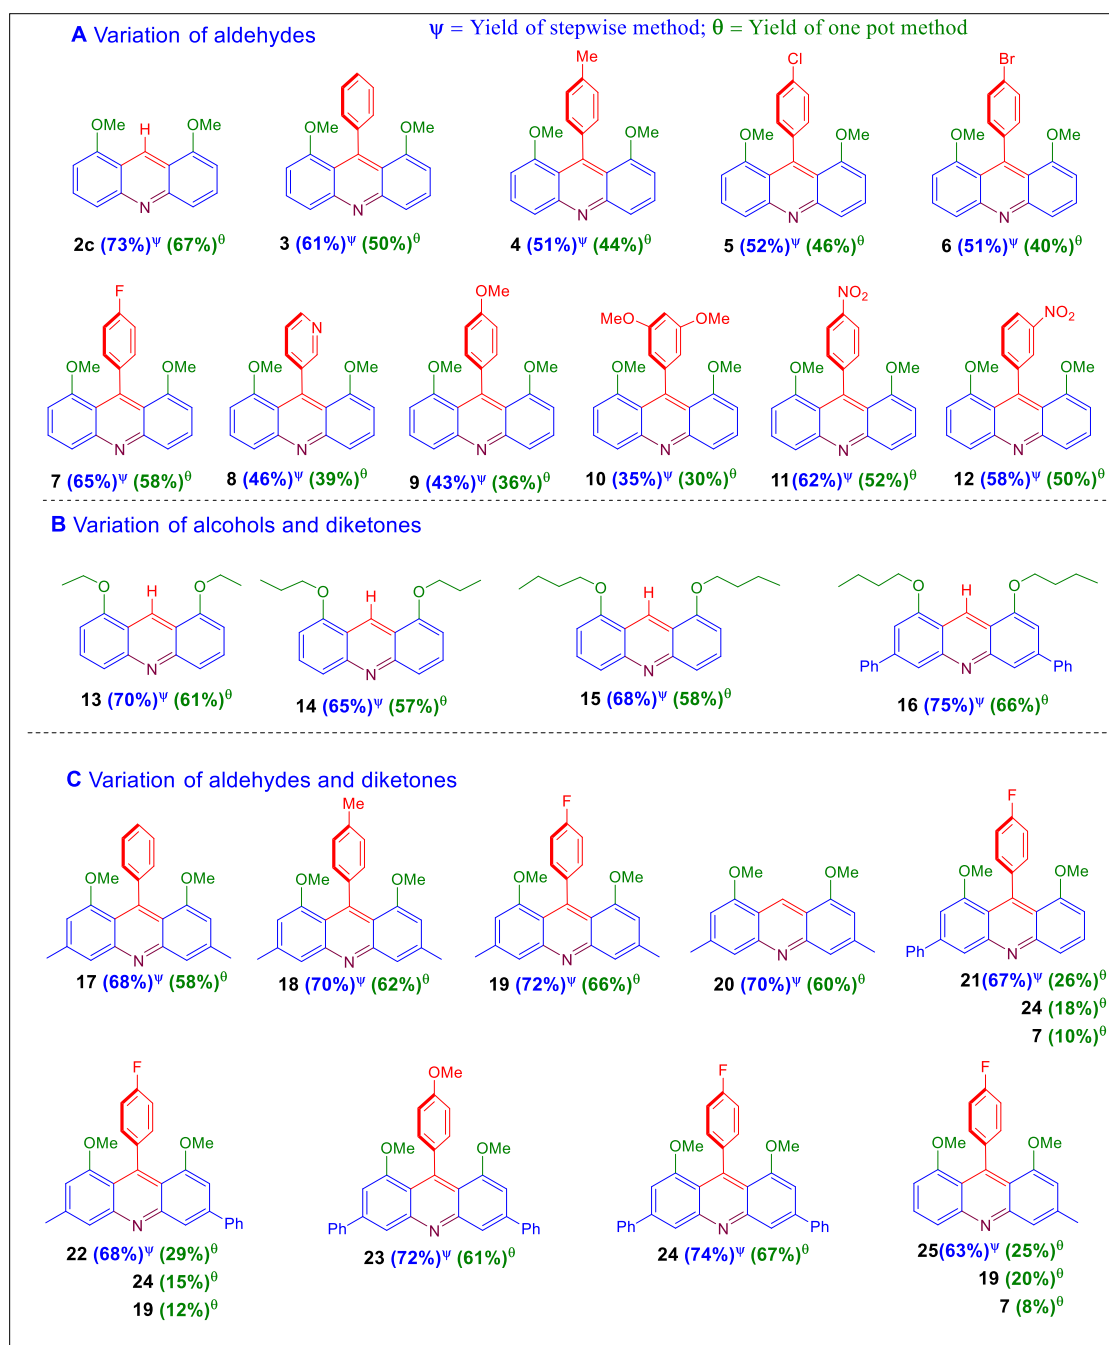 A Variation of aldehydes
ψ = Yield of stepwise method; θ = Yield of one pot method
OMe H OMe
N
2c (73%)ψ (67%)θ
OMe OMe
N
3 (61%)ψ (50%)θ
Me
OMe OMe
N
4 (51%)ψ (44%)θ
Cl
OMe OMe
N
5 (52%)ψ (46%)θ
Br
OMe OMe
N
6 (51%)ψ (40%)θ
F
OMe OMe
N
7 (65%)ψ (58%)θ
N
OMe OMe
N
8 (46%)ψ (39%)θ
OMe
OMe OMe
N
9 (43%)ψ (36%)θ
MeO OMe
OMe OMe
N
10 (35%)ψ (30%)θ
NO2
OMe OMe
N
11(62%)ψ (52%)θ
NO2
OMe OMe
N
12 (58%)ψ (50%)θ
B Variation of alcohols and diketones
O H O
N
13 (70%)ψ (61%)θ
O H O
N
14 (65%)ψ (57%)θ
O H O
N
15 (68%)ψ (58%)θ
O H O
Ph N Ph
16 (75%)ψ (66%)θ
C Variation of aldehydes and diketones
OMe OMe
N
17 (68%)ψ (58%)θ
Me
OMe OMe
N
18 (70%)ψ (62%)θ
F
OMe OMe
N
19 (72%)ψ (66%)θ
OMe OMe
N
20 (70%)ψ (60%)θ
F
OMe OMe
Ph N
21(67%)ψ (26%)θ
24 (18%)θ
7 (10%)θ
F
OMe OMe
N Ph
22 (68%)ψ (29%)θ
24 (15%)θ
19 (12%)θ
OMe
OMe OMe
Ph N Ph
23 (72%)ψ (61%)θ
F
OMe OMe
Ph N Ph
24 (74%)ψ (67%)θ
F
OMe OMe
N
25(63%)ψ (25%)θ
19 (20%)θ
7 (8%)θ